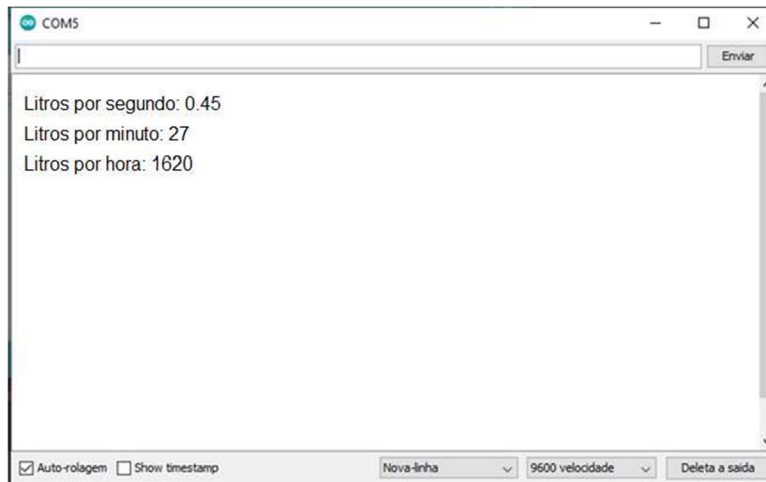 COM5
Enviar
Litros por segundo: 0.45
Litros por minuto: 27
Litros por hora: 1620
Auto-rolagem Show timestamp Nova-linha 9600 velocidade Deleta a saida